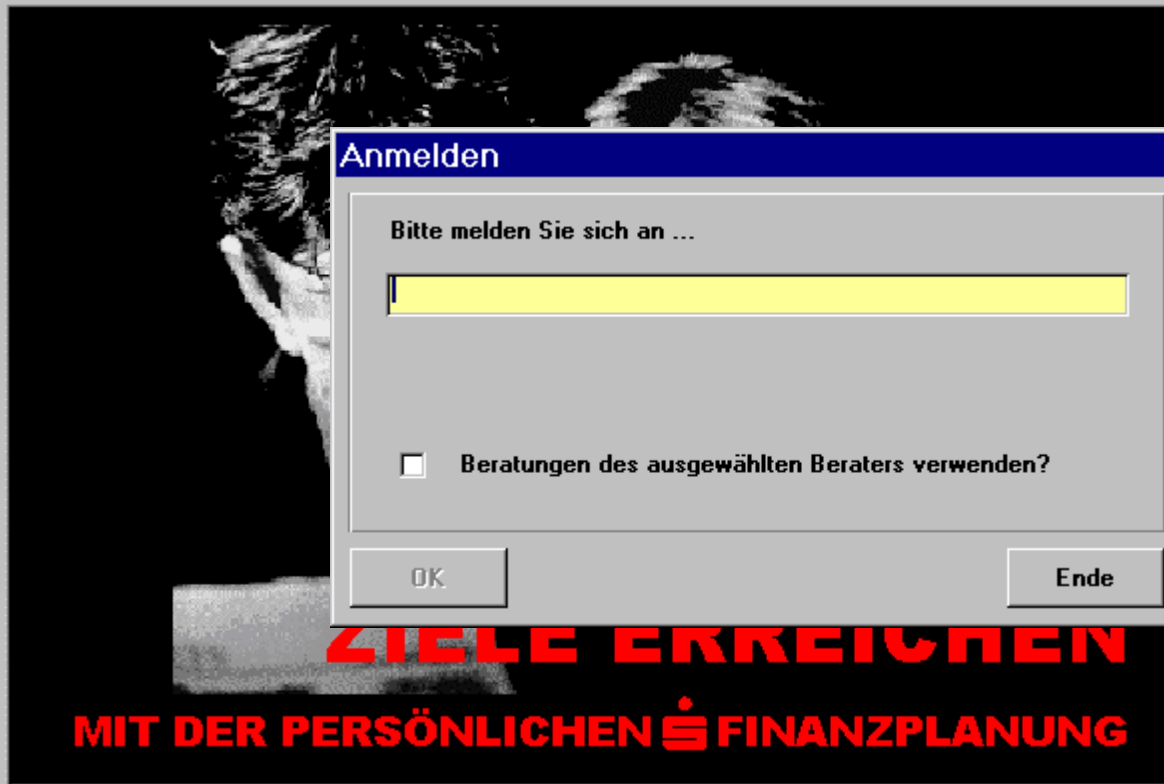 Anmelden
Bitte melden Sie sich an ...
Beratungen des ausgewählten Beraters verwenden?
OK
Ende
ZIELE ERREICHEN
MIT DER PERSÖNLICHEN S FINANZPLANUNG